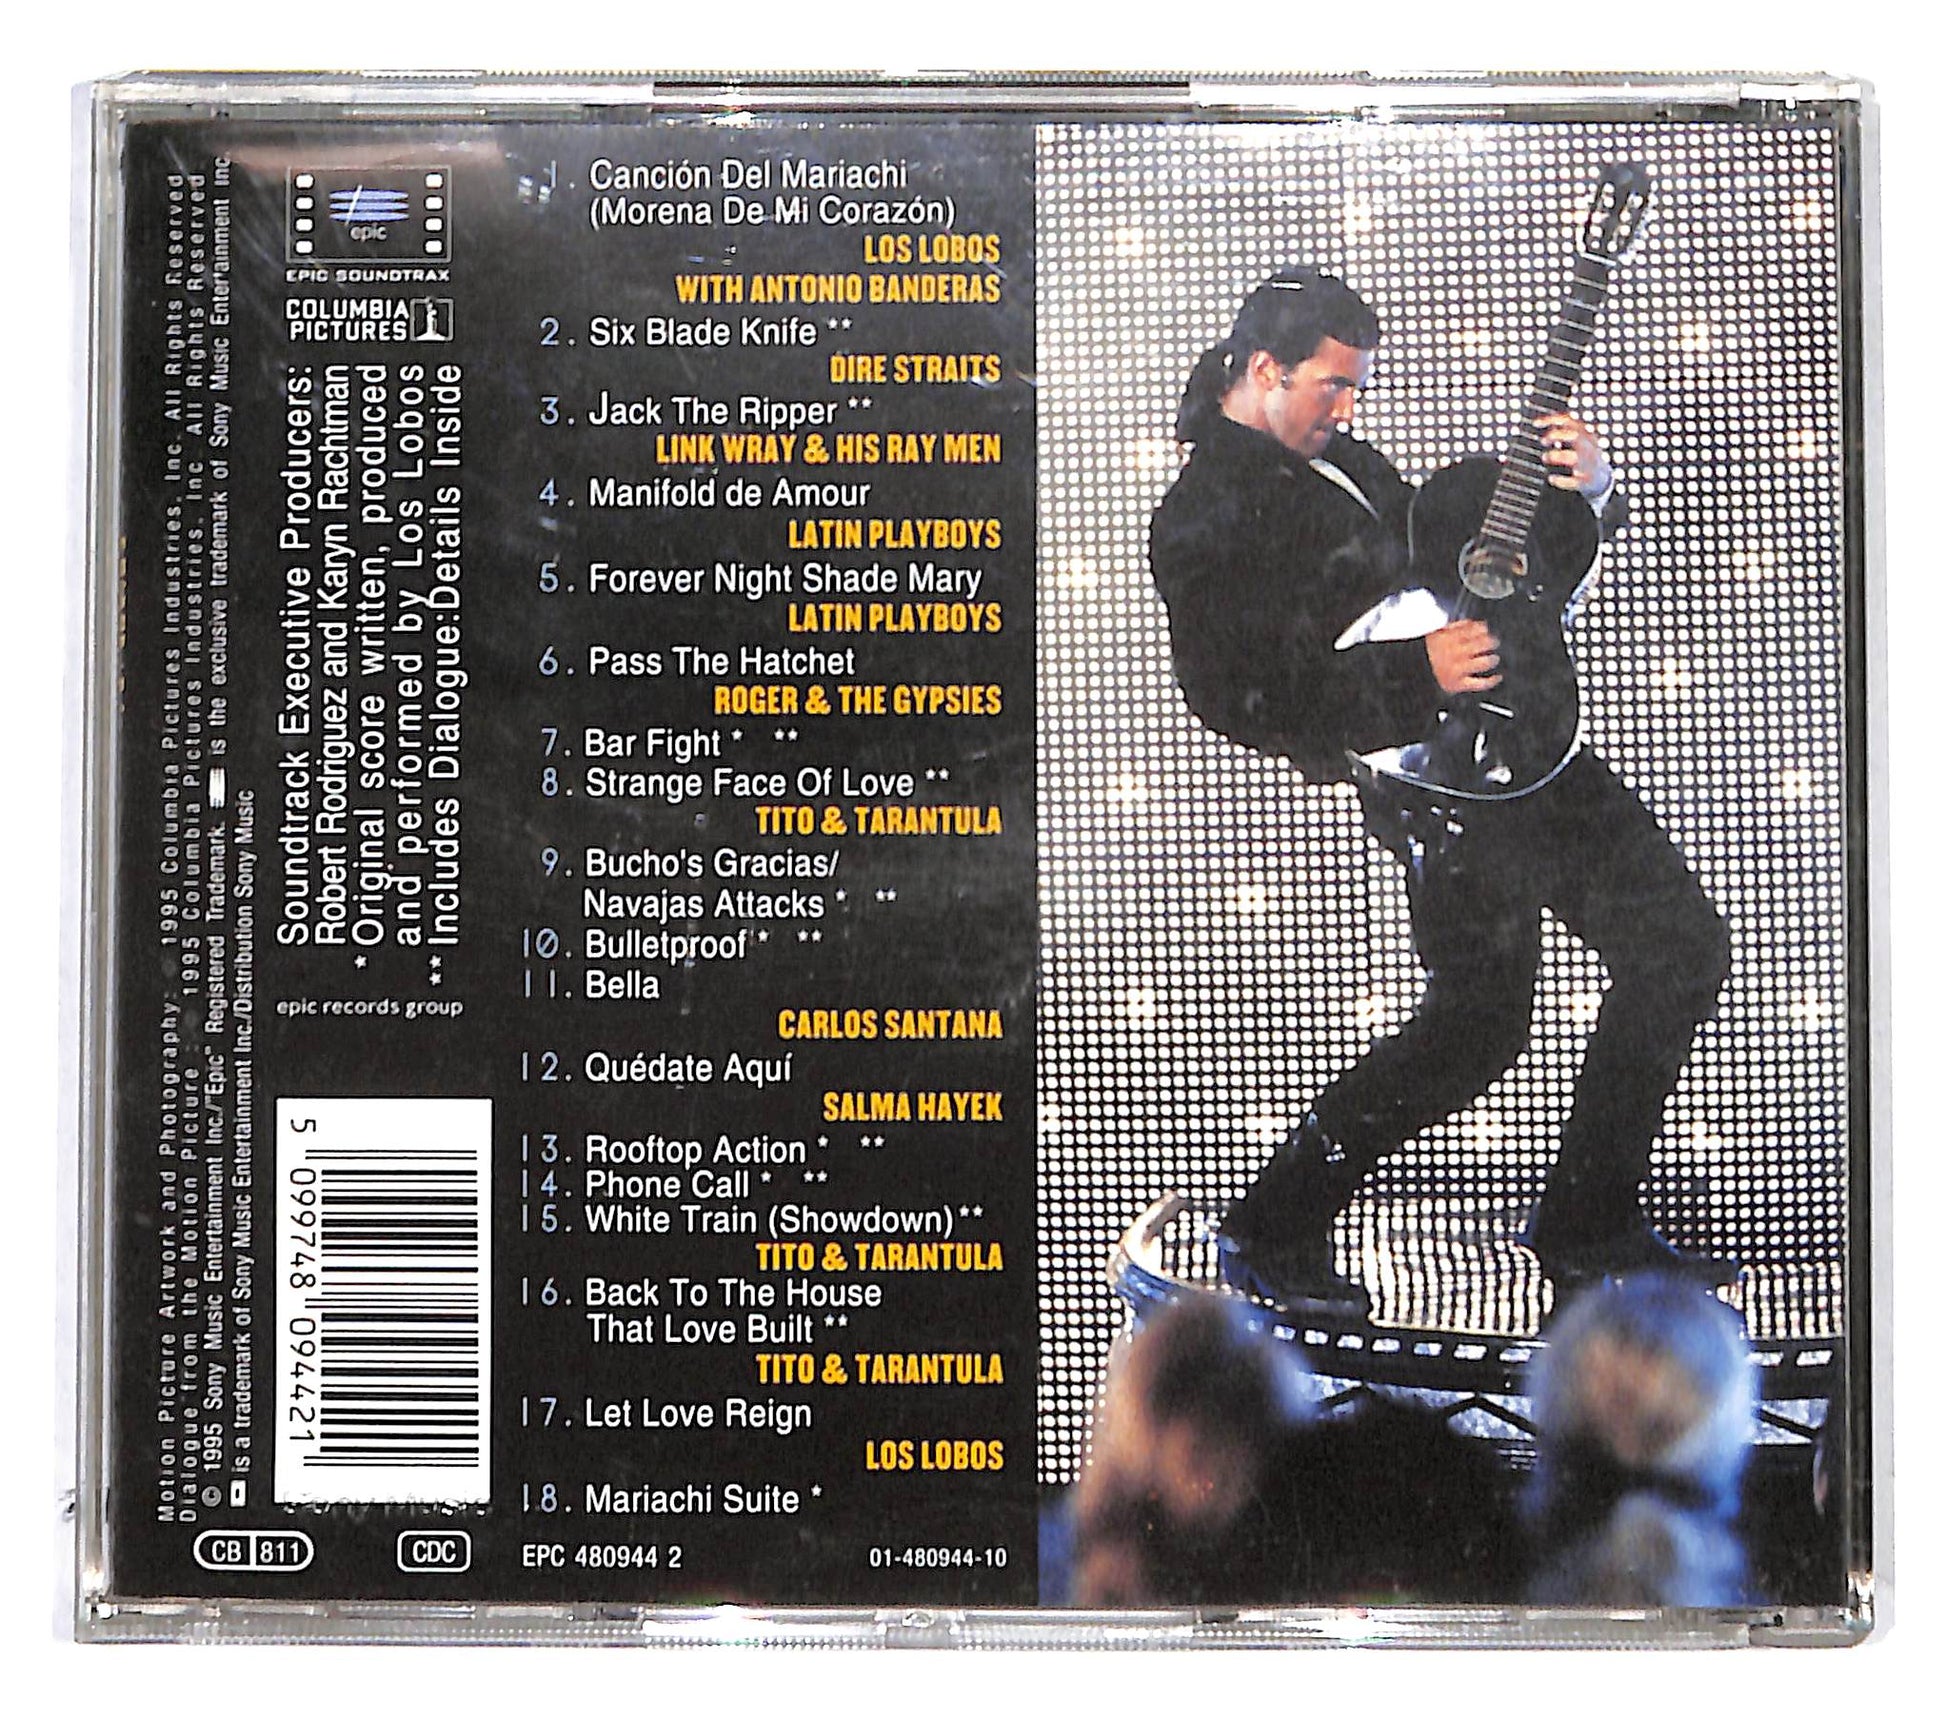 1. Canción Del Mariachi
(Morena De Mi Corazón)
LOS LOBOS
WITH ANTONIO BANDERAS
2. Six Blade Knife **
DIRE STRAITS
3. Jack The Ripper **
LINK WRAY & HIS RAY MEN
4. Manifold de Amour
LATIN PLAYBOYS
5. Forever Night Shade Mary
LATIN PLAYBOYS
6. Pass The Hatchet
ROGER & THE GYPSIES
7. Bar Fight * **
8. Strange Face Of Love **
TITO & TARANTULA
9. Bucho's Gracias/
Navajas Attacks * **
10. Bulletproof * **
11. Bella
CARLOS SANTANA
12. Quédate Aquí
SALMA HAYEK
13. Rooftop Action * **
14. Phone Call * **
15. White Train (Showdown) **
TITO & TARANTULA
16. Back To The House
That Love Built **
TITO & TARANTULA
17. Let Love Reign
LOS LOBOS
18. Mariachi Suite *
EPC 480944 2
01-480944-10
epic
EPIC SOUNDTRAX
COLUMBIA
PICTURES
Soundtrack Executive Producers:
Robert Rodriguez and Karyn Rachtman
* Original score written, produced
and performed by Los Lobos
** Includes Dialogue:Details Inside
epic records group
5 099748 094421
Motion Picture Artwork and Photography: 1995 Columbia Pictures Industries, Inc. All Rights Reserved
Dialogue from the Motion Picture 1995 Columbia Pictures Industries, Inc. All Rights Reserved
© 1995 Sony Music Entertainment Inc./"Epic" Registered Trademark. is the exclusive trademark of Sony Music Entertainment Inc.
is a trademark of Sony Music Entertainment Inc./Distribution Sony Music
CB 811
CDC